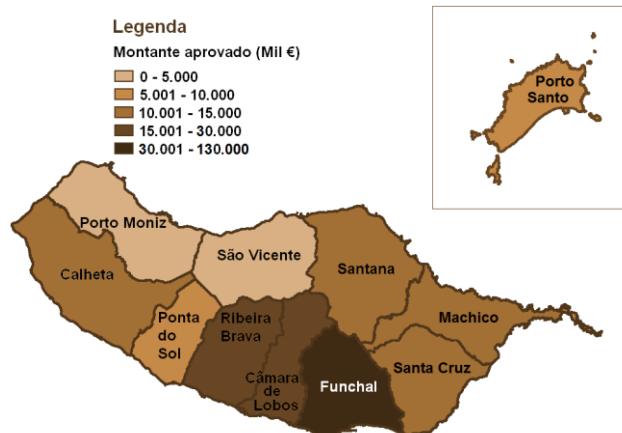 Legenda
Montante aprovado (Mil €)
0 - 5.000
5.001 - 10.000
10.001 - 15.000
15.001 - 30.000
30.001 - 130.000
Porto
Santo
Porto Moniz
São Vicente
Calheta
Santana
Ponta
do
Sol
Ribeira
Brava
Machico
Câmara
de
Lobos
Funchal
Santa Cruz